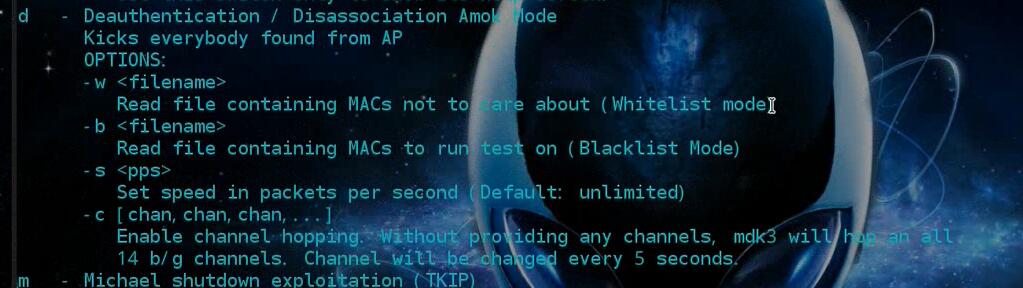 d - Deauthentication / Disassociation Amok Mode
Kicks everybody found from AP
OPTIONS:
-w <filename>
Read file containing MACs not to care about (Whitelist mode)
-b <filename>
Read file containing MACs to run test on (Blacklist Mode)
-s <pps>
Set speed in packets per second (Default: unlimited)
-c [chan,chan,chan,...]
Enable channel hopping. Without providing any channels, mdk3 will hop an all
14 b/g channels. Channel will be changed every 5 seconds.
m - Michael shutdown exploitation (TKIP)